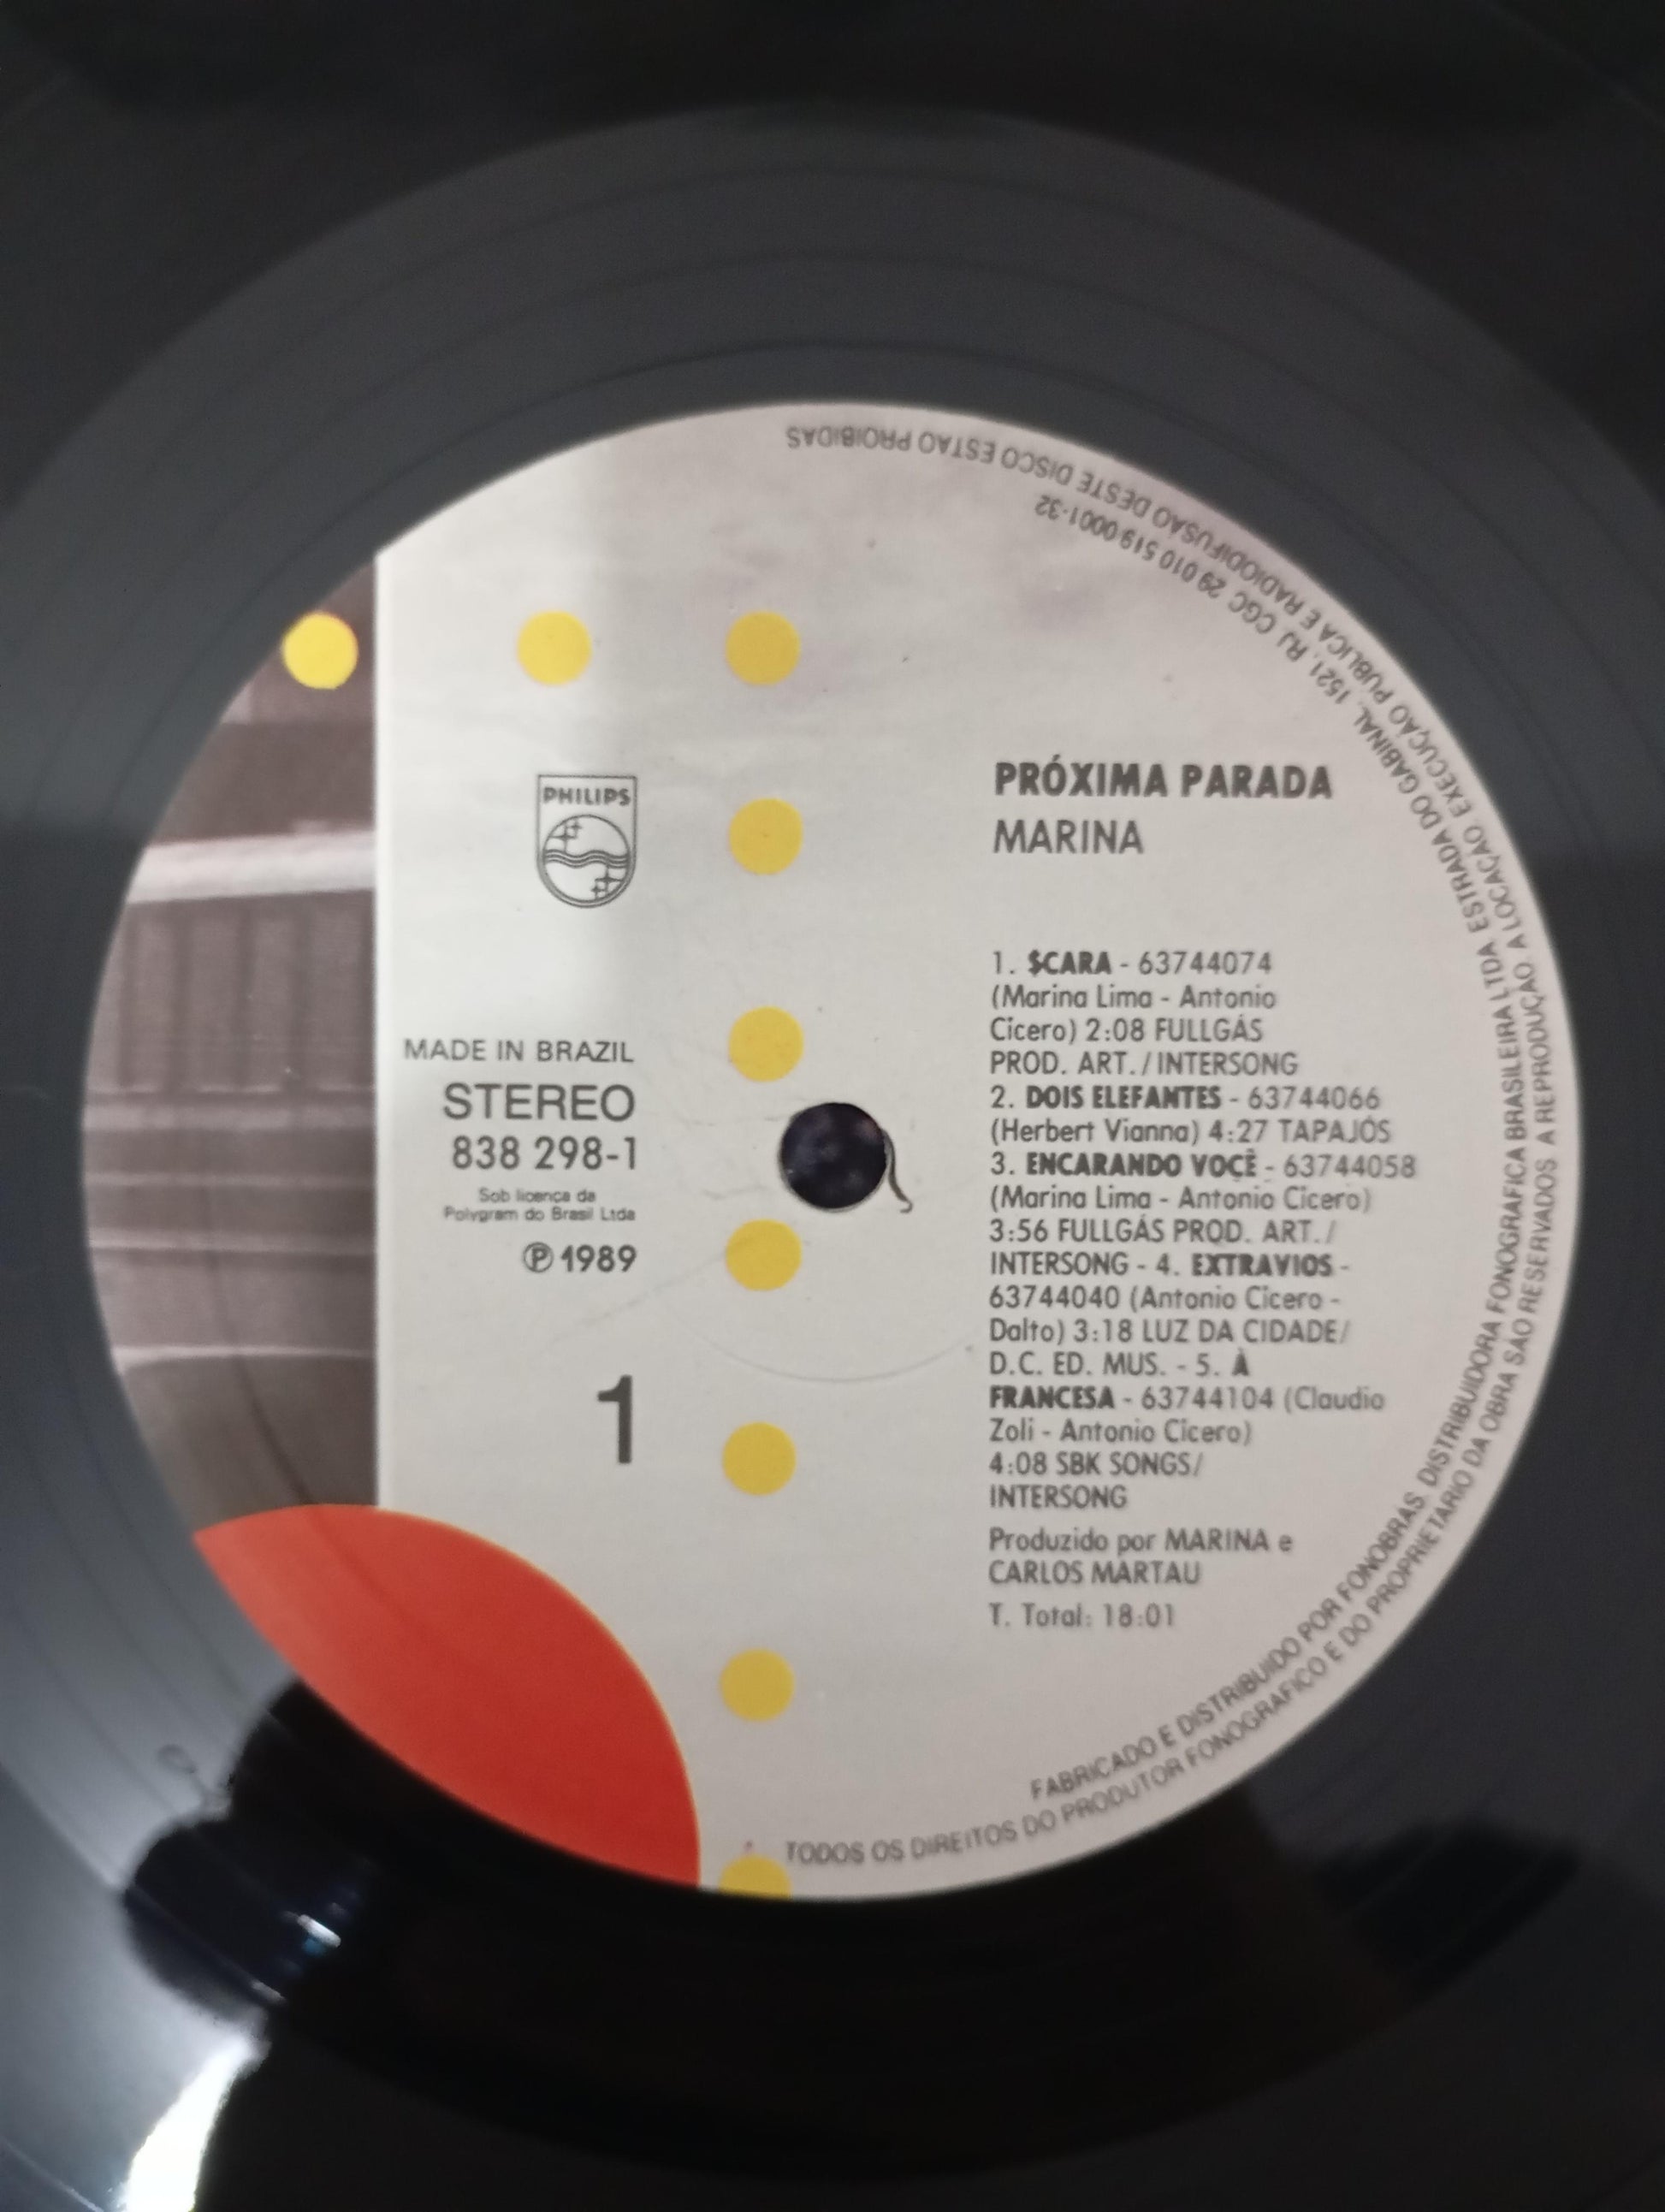 PHILIPS
MADE IN BRAZIL
STEREO
838 298-1
Sob licença da
Polygram do Brasil Ltda
℗ 1989
1
PRÓXIMA PARADA
MARINA
1. $CARA - 63744074
(Marina Lima - Antonio
Cicero) 2:08 FULLGÁS
PROD. ART./INTERSONG
2. DOIS ELEFANTES - 63744066
(Herbert Vianna) 4:27 TAPAJÓS
3. ENCARANDO VOCÊ - 63744058
(Marina Lima - Antonio Cicero)
3:56 FULLGÁS PROD. ART./
INTERSONG - 4. EXTRAVIOS -
63744040 (Antonio Cicero -
Dalto) 3:18 LUZ DA CIDADE/
D.C. ED. MUS. - 5. À
FRANCESA - 63744104 (Claudio
Zoli - Antonio Cicero)
4:08 SBK SONGS/
INTERSONG
Produzido por MARINA e
CARLOS MARTAU
T. Total: 18:01
FABRICADO E DISTRIBUIDO POR FONOBRAS DISTRIBUIDORA FONOGRAFICA BRASILEIRA LTDA ESTRADA DO GABINAL, 1521, RJ CGC 29 010 519 0001-32
TODOS OS DIREITOS DO PRODUTOR FONOGRAFICO E DO PROPRIETARIO DA OBRA SÃO RESERVADOS A REPRODUÇÃO. A LOCAÇÃO. EXECUÇÃO PUBLICA E RADIODIFUSÃO DESTE DISCO ESTAO PROIBIDAS